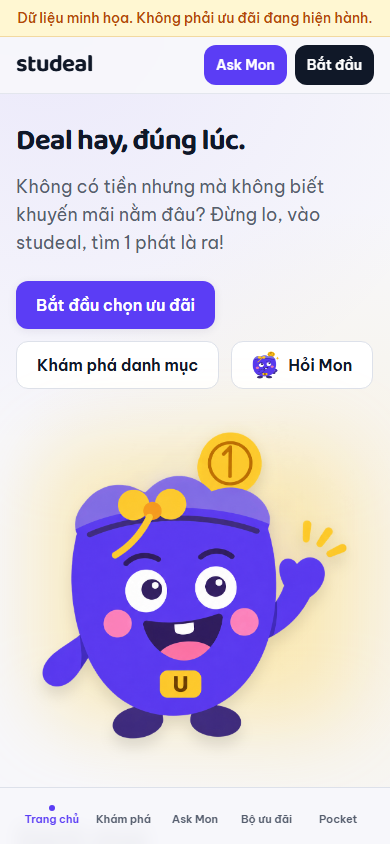 Dữ liệu minh họa. Không phải ưu đãi đang hiện hành.
studeal
Ask Mon
Bắt đầu
Deal hay, đúng lúc.
Không có tiền nhưng mà không biết
khuyến mãi nằm đâu? Đừng lo, vào
studeal, tìm 1 phát là ra!
Bắt đầu chọn ưu đãi
Khám phá danh mục
Hỏi Mon
1
U
Trang chủ
Khám phá
Ask Mon
Bộ ưu đãi
Pocket